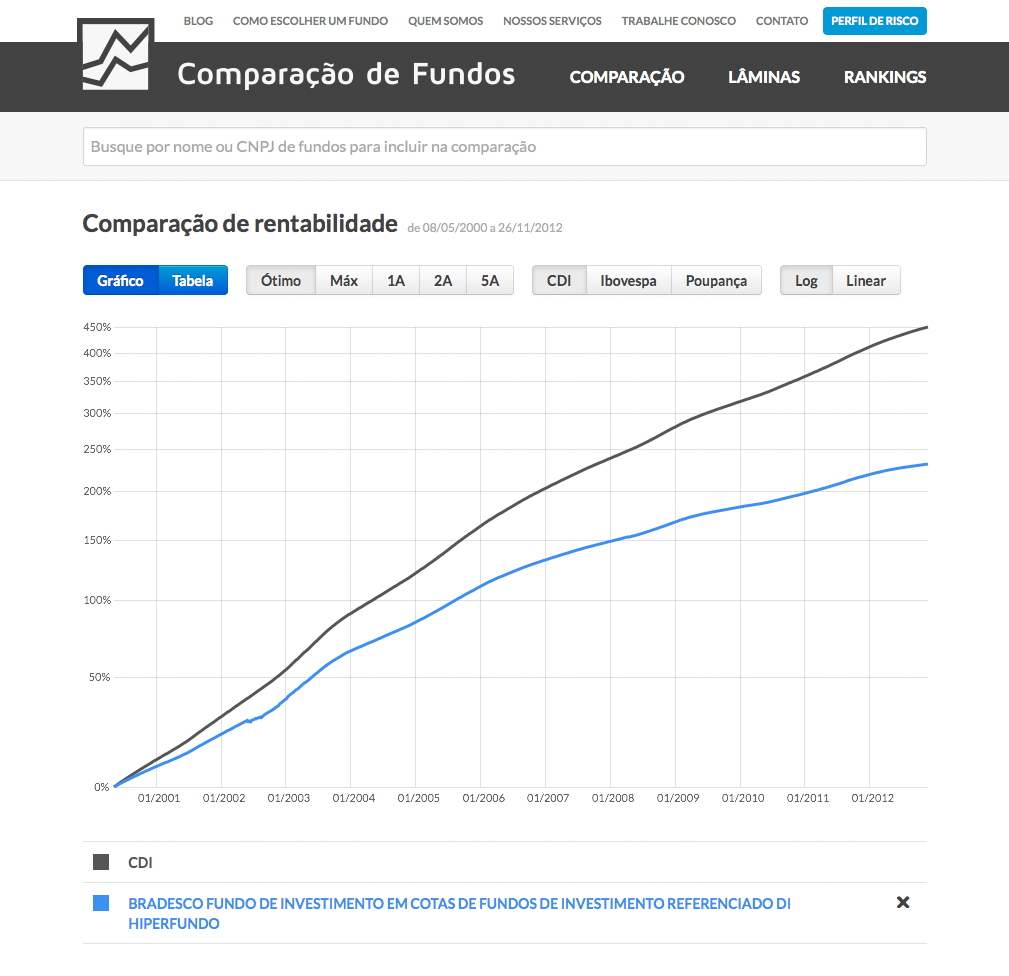 BLOG COMO ESCOLHER UM FUNDO QUEM SOMOS NOSSOS SERVIÇOS TRABALHE CONOSCO CONTATO PERFIL DE RISCO
Comparação de Fundos COMPARAÇÃO LÂMINAS RANKINGS
Busque por nome ou CNPJ de fundos para incluir na comparação
Comparação de rentabilidade de 08/05/2000 a 26/11/2012
Gráfico Tabela Ótimo Máx 1A 2A 5A CDI Ibovespa Poupança Log Linear
450%
400%
350%
300%
250%
200%
150%
100%
50%
0%
01/2001 01/2002 01/2003 01/2004 01/2005 01/2006 01/2007 01/2008 01/2009 01/2010 01/2011 01/2012
CDI
BRADESCO FUNDO DE INVESTIMENTO EM COTAS DE FUNDOS DE INVESTIMENTO REFERENCIADO DI
HIPERFUNDO